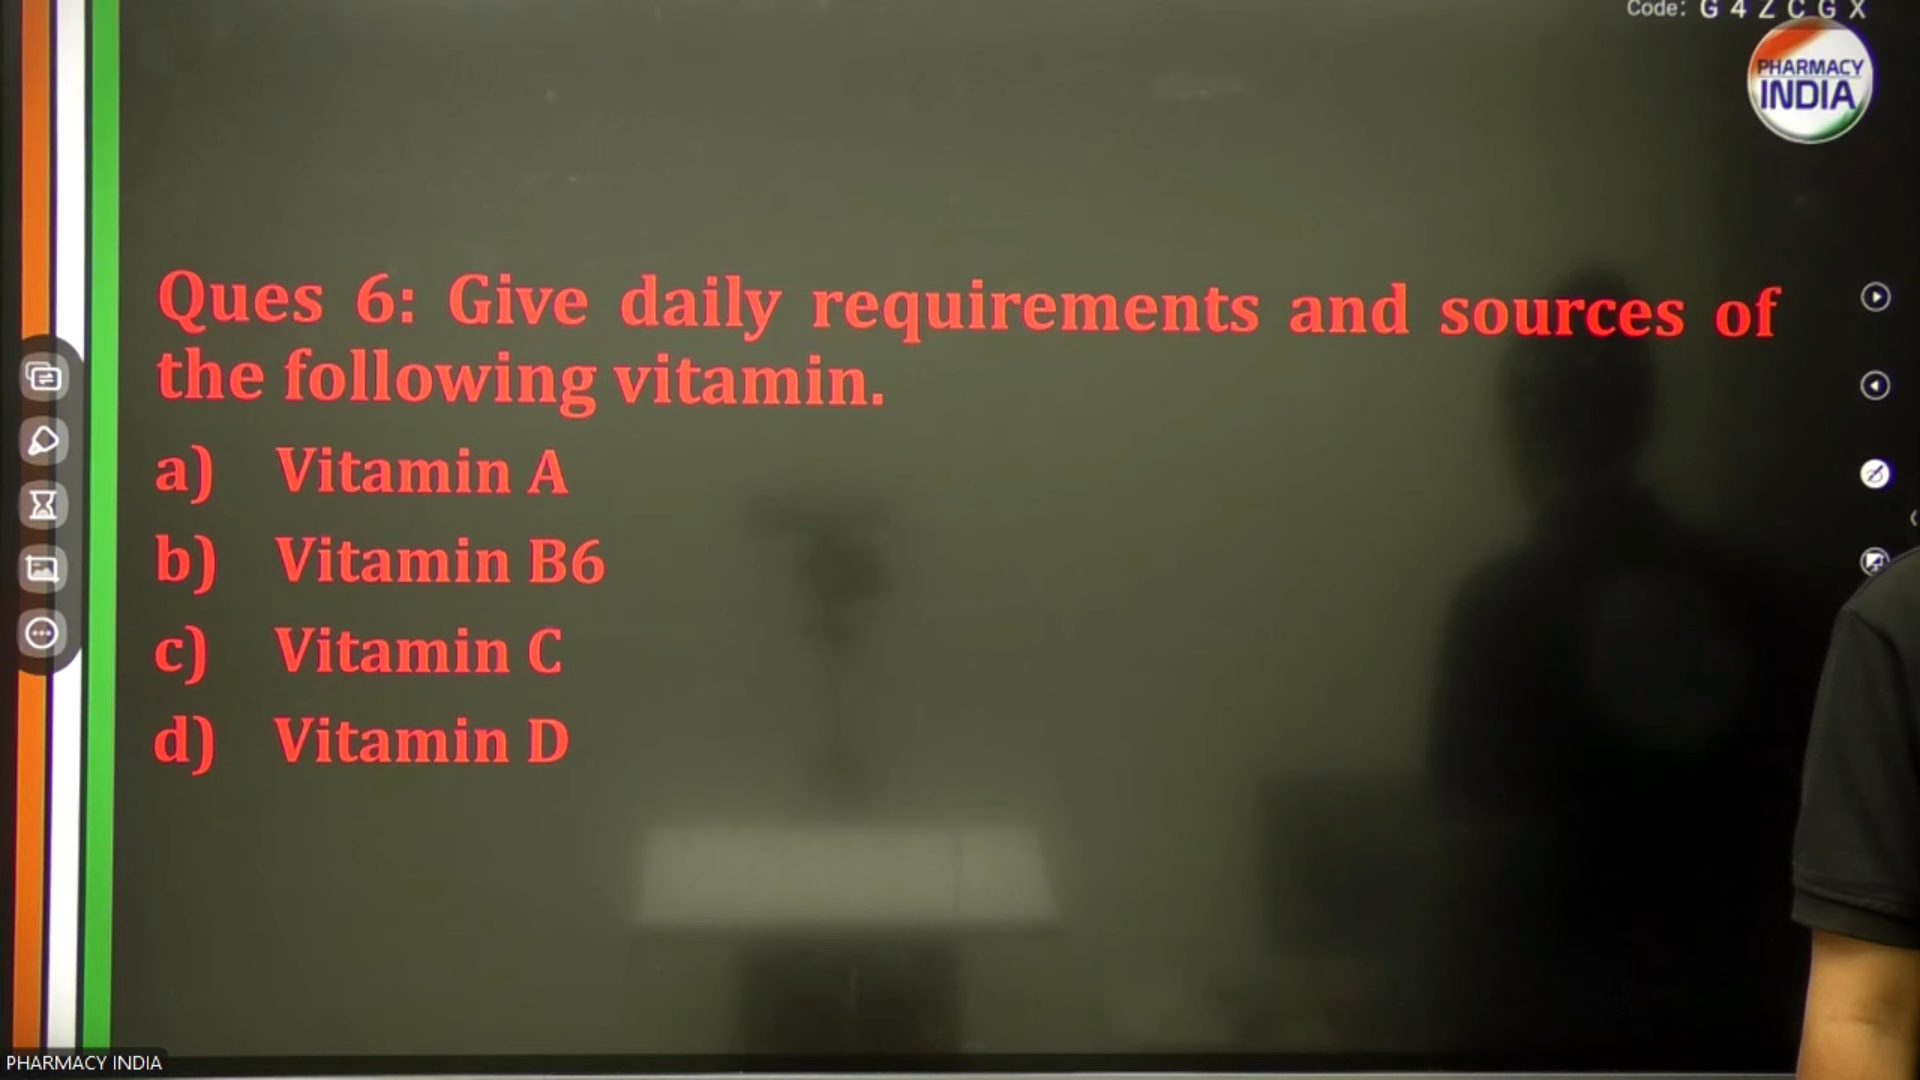 Code: G 4 Z C G X
PHARMACY
INDIA
Ques 6: Give daily requirements and sources of
the following vitamin.
a) Vitamin A
b) Vitamin B6
c) Vitamin C
d) Vitamin D
PHARMACY INDIA